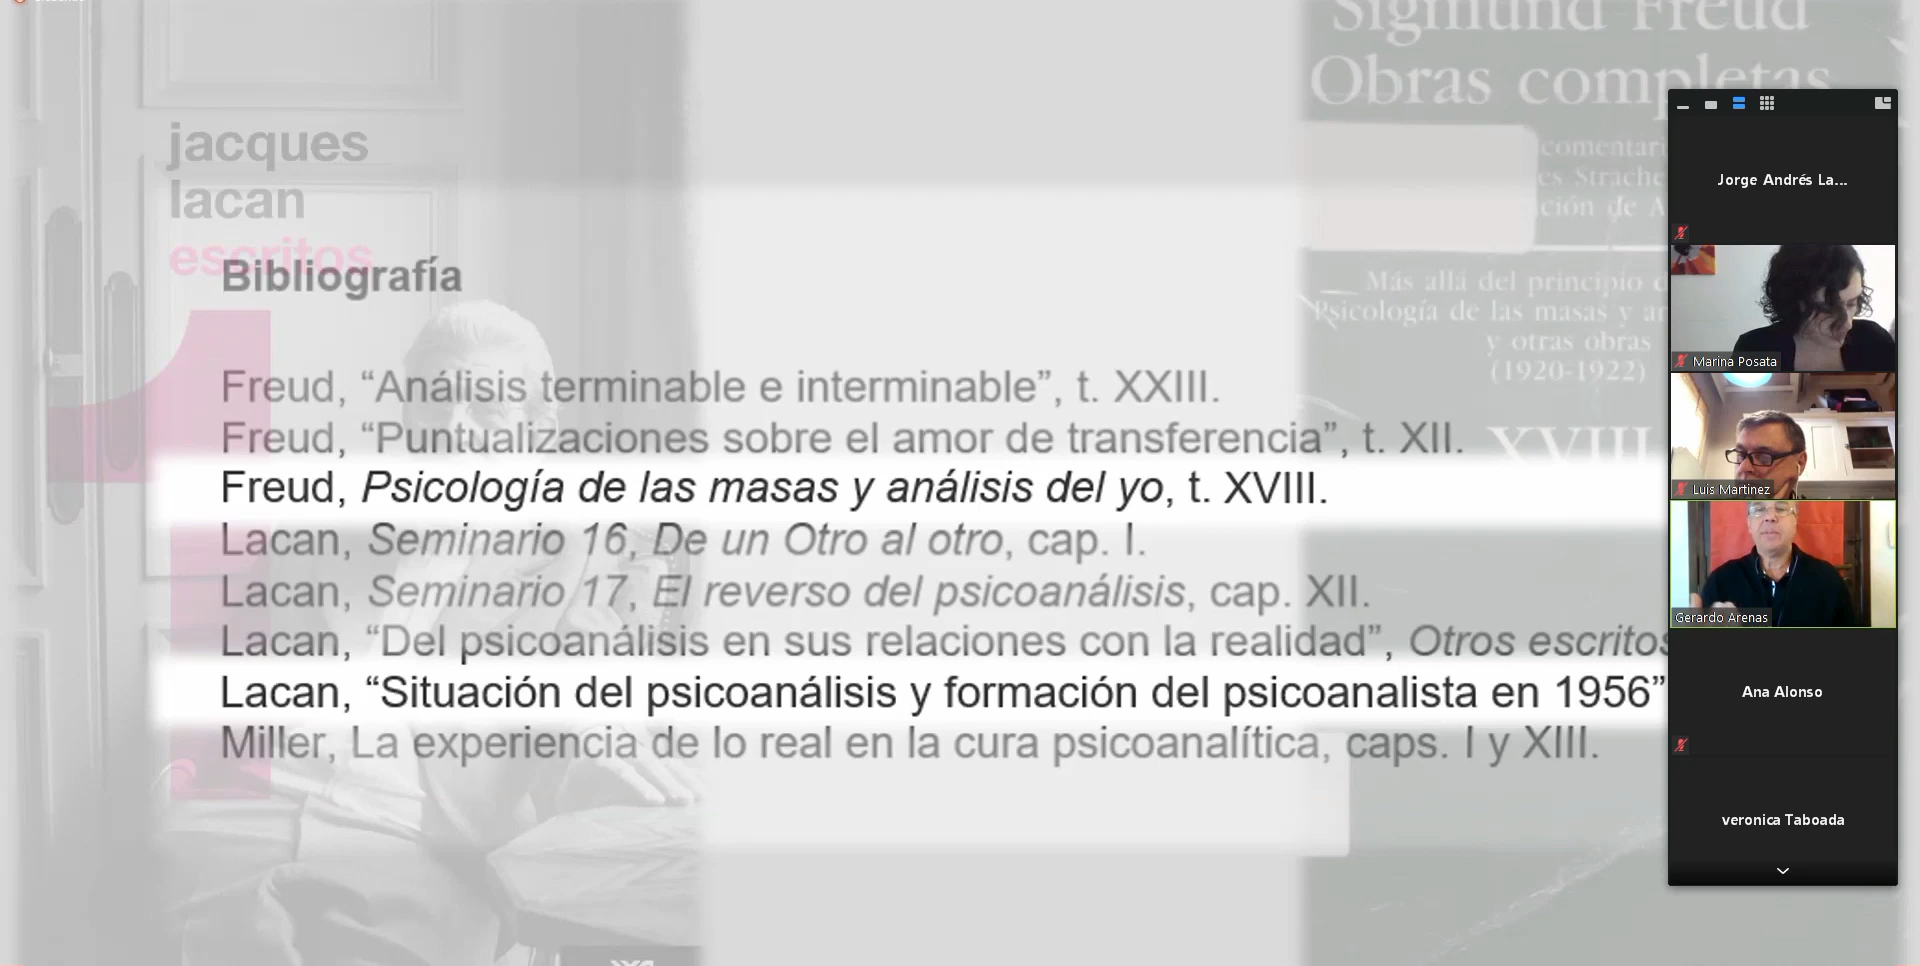 Sigmund Freud
Obras completas
jacques
lacan
escritos
comentari
es Strache
ción de A
Más allá del principio d
Psicología de las masas y an
y otras obras
(1920-1922)
XVIII
Bibliografía
Freud, “Análisis terminable e interminable”, t. XXIII.
Freud, “Puntualizaciones sobre el amor de transferencia”, t. XII.
Freud, Psicología de las masas y análisis del yo, t. XVIII.
Lacan, Seminario 16, De un Otro al otro, cap. I.
Lacan, Seminario 17, El reverso del psicoanálisis, cap. XII.
Lacan, “Del psicoanálisis en sus relaciones con la realidad”, Otros escritos
Lacan, “Situación del psicoanálisis y formación del psicoanalista en 1956”
Miller, La experiencia de lo real en la cura psicoanalítica, caps. I y XIII.
Jorge Andrés La...
Marina Posata
Luis Martinez
Gerardo Arenas
Ana Alonso
veronica Taboada